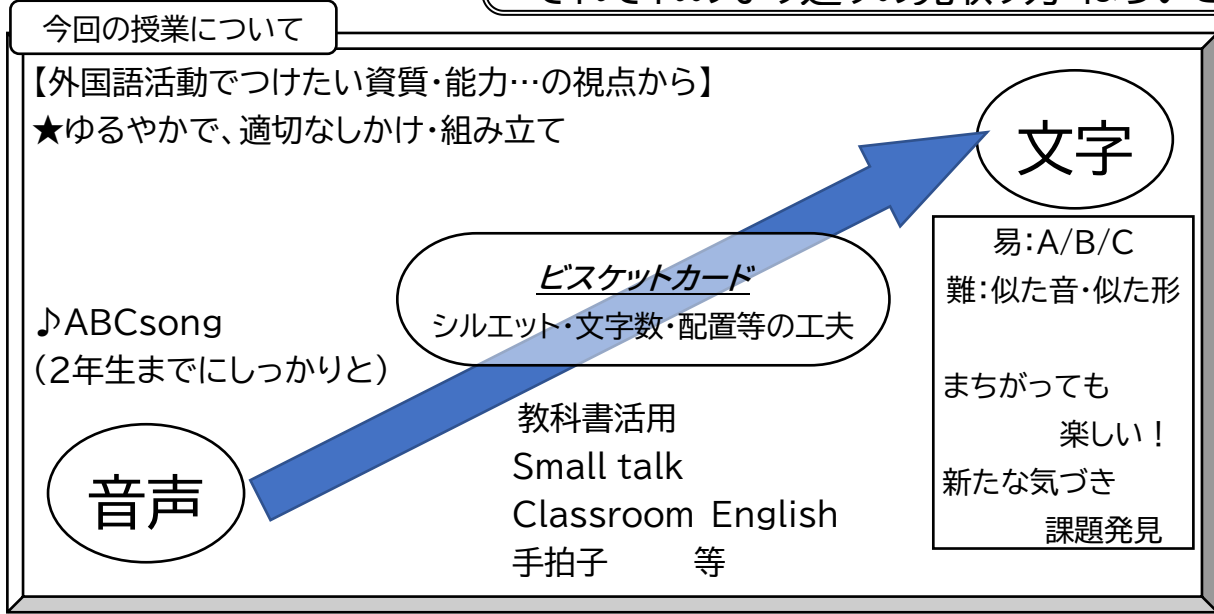 今回の授業について
【外国語活動でつけたい資質・能力…の視点から】
★ゆるやかで、適切なしかけ・組み立て
文字
易:A/B/C
難:似た音・似た形
まちがっても
楽しい！
新たな気づき
課題発見
ビスケットカード
シルエット・文字数・配置等の工夫
♪ABCsong
(2年生までにしっかりと)
音声
教科書活用
Small talk
Classroom English
手拍子　　等